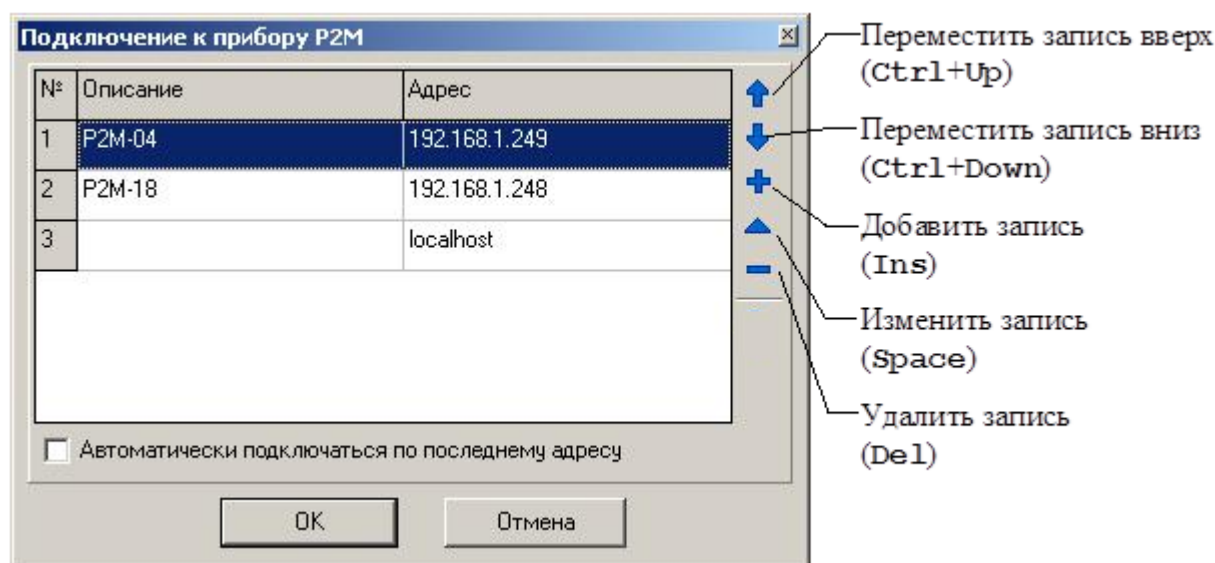 Подключение к прибору P2M
№ Описание Адрес
1 P2M-04 192.168.1.249
2 P2M-18 192.168.1.248
3 localhost
Автоматически подключаться по последнему адресу
OK Отмена
Переместить запись вверх
(Ctrl+Up)
Переместить запись вниз
(Ctrl+Down)
Добавить запись
(Ins)
Изменить запись
(Space)
Удалить запись
(Del)